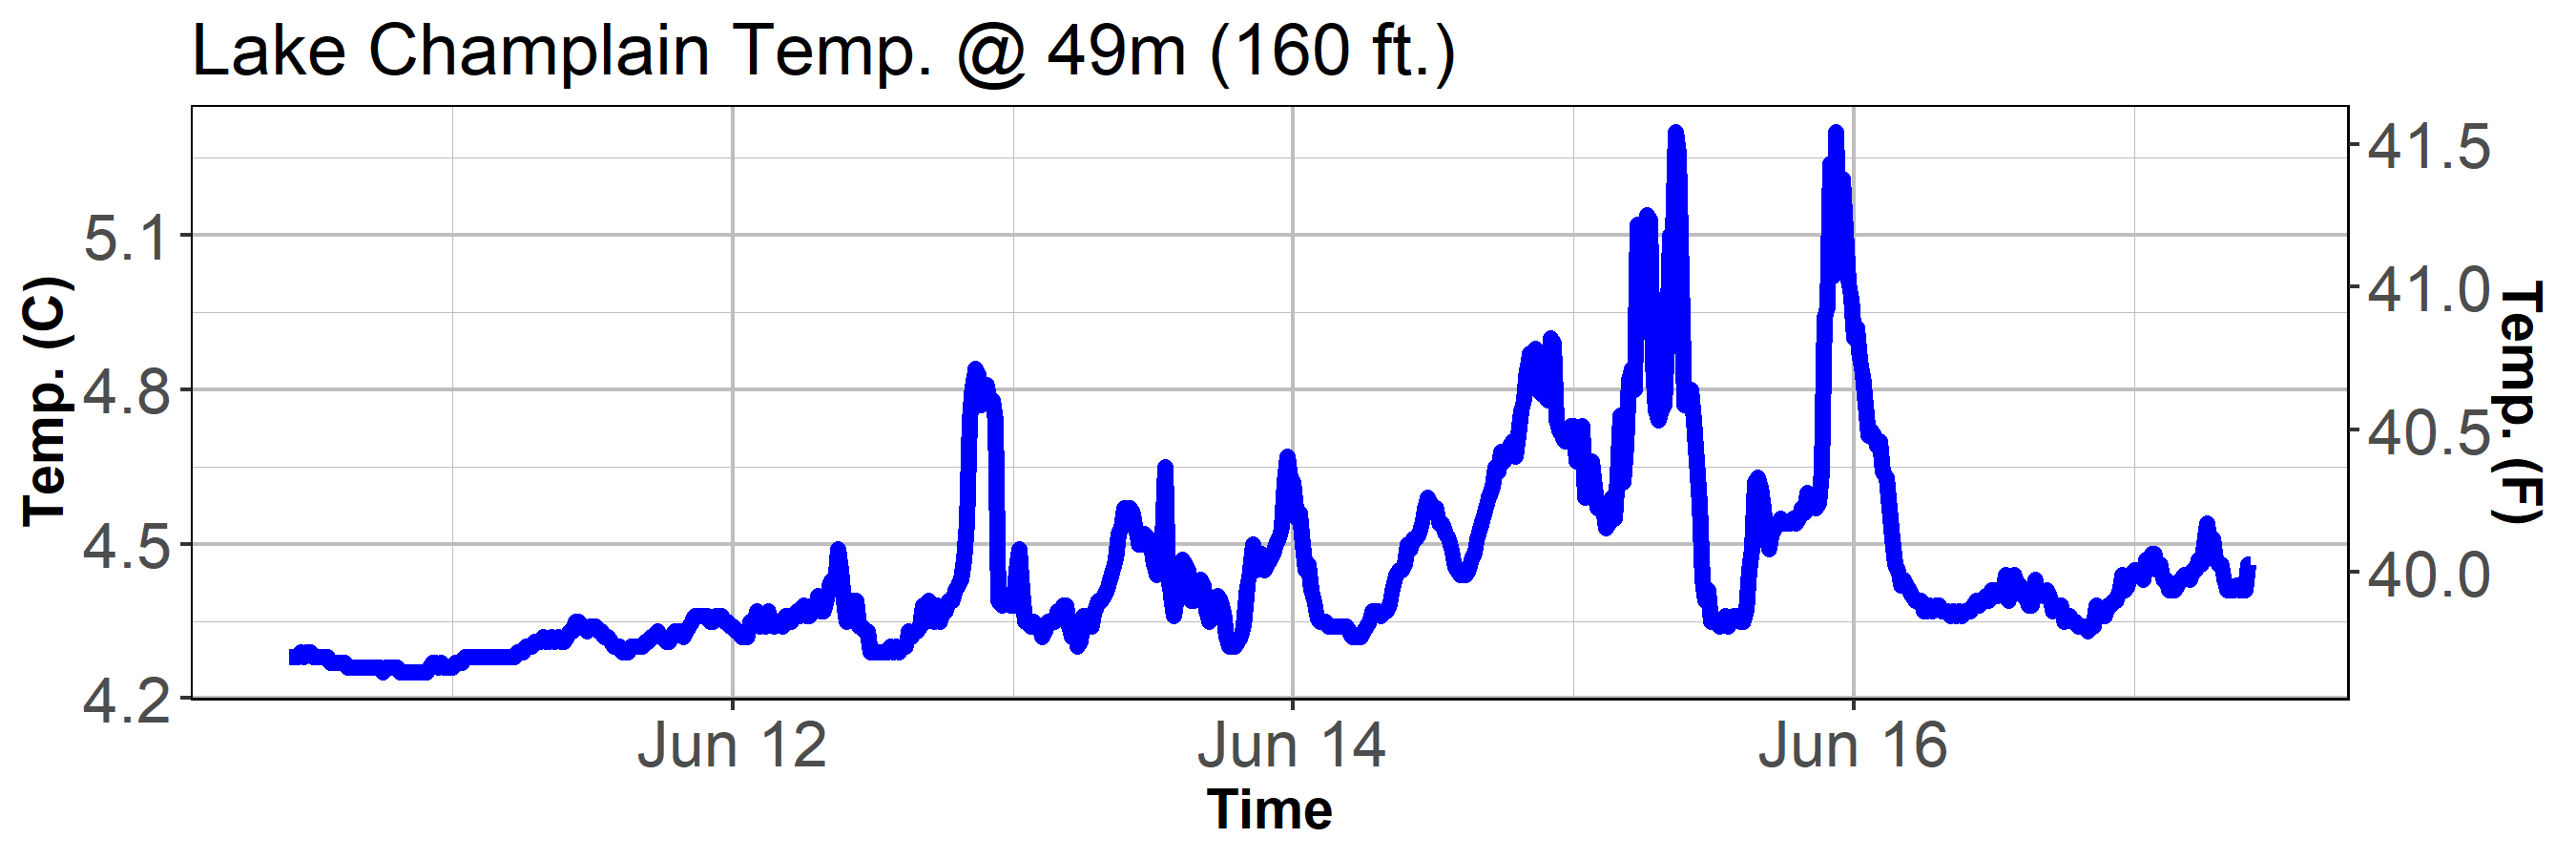 Lake Champlain Temp. @ 49m (160 ft.)
Temp. (C)
5.1
4.8
4.5
4.2
41.5
41.0
40.5
40.0
Temp. (F)
Jun 12
Jun 14
Jun 16
Time